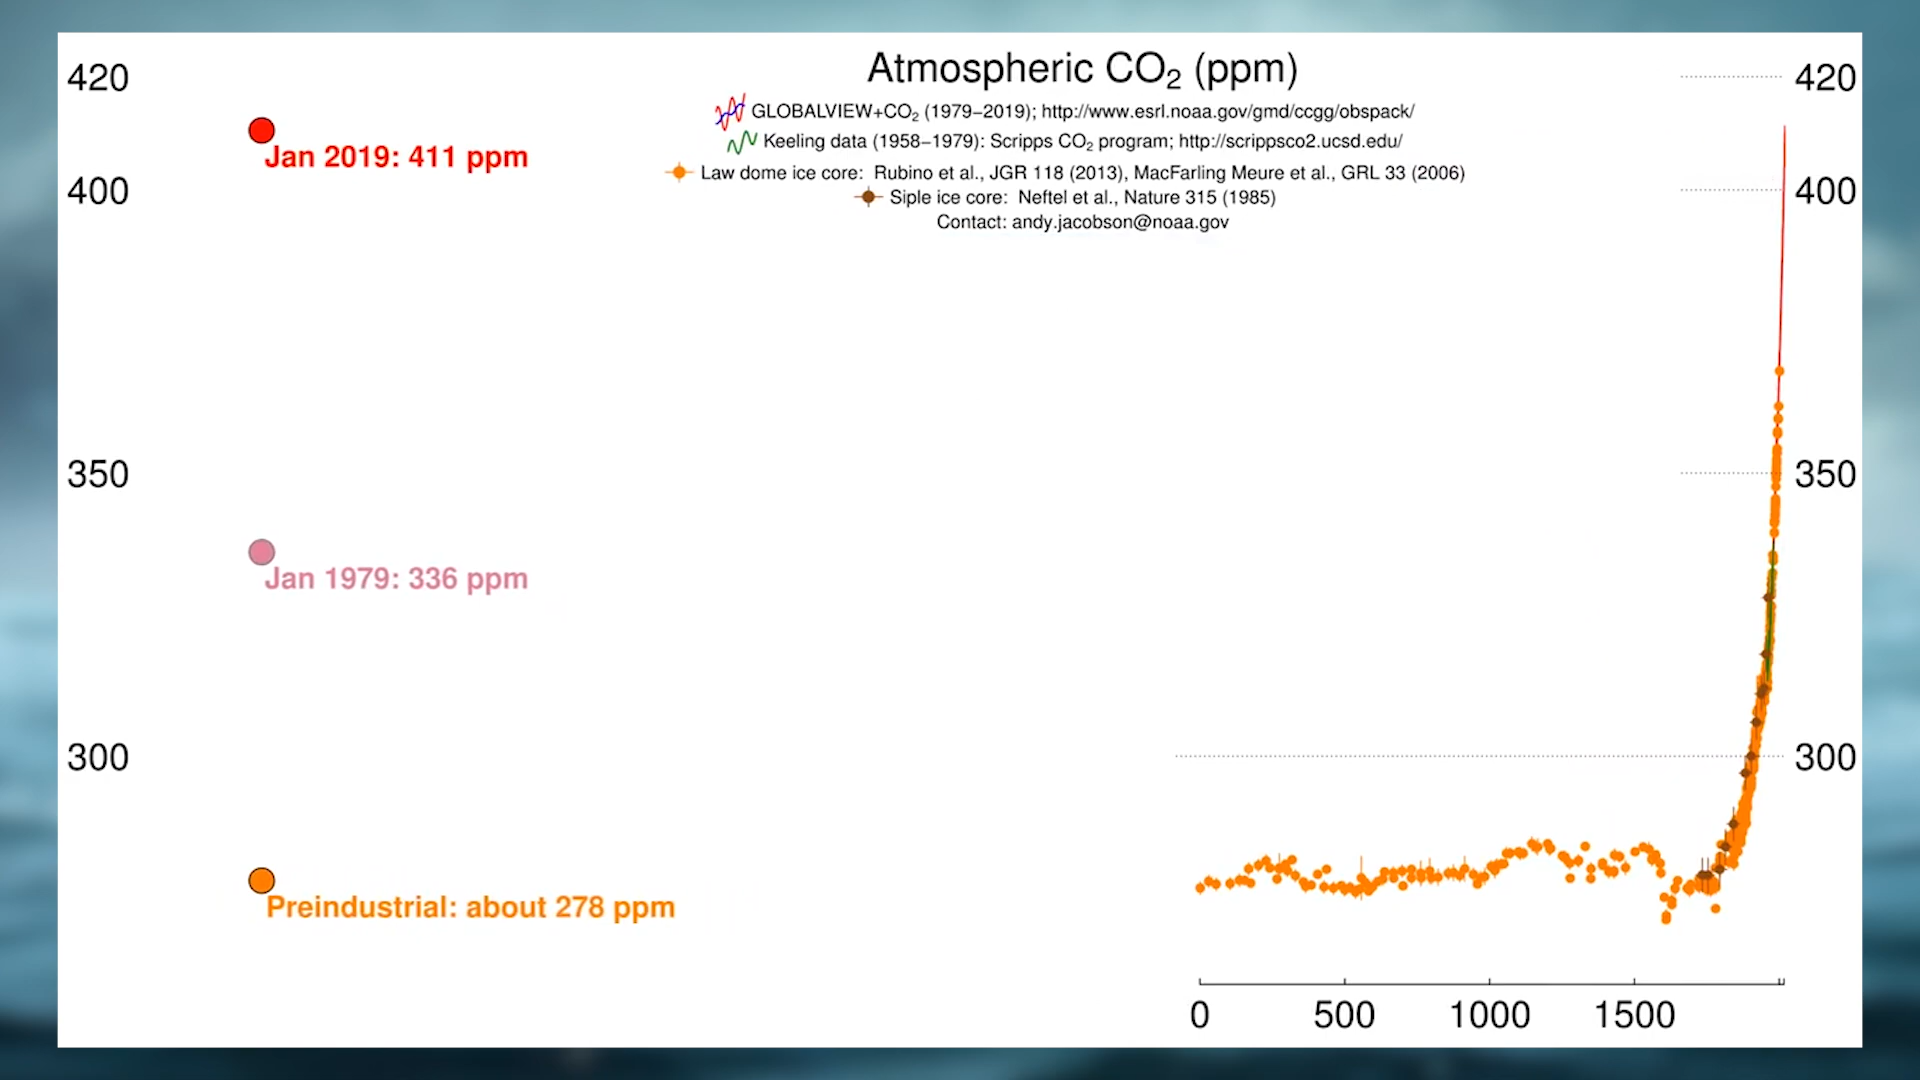 Atmospheric CO₂ (ppm)
GLOBALVIEW+CO₂ (1979−2019); http://www.esrl.noaa.gov/gmd/ccgg/obspack/
Keeling data (1958−1979): Scripps CO₂ program; http://scrippsco2.ucsd.edu/
Law dome ice core: Rubino et al., JGR 118 (2013), MacFarling Meure et al., GRL 33 (2006)
Siple ice core: Neftel et al., Nature 315 (1985)
Contact: andy.jacobson@noaa.gov
420
400
350
300
Jan 2019: 411 ppm
Jan 1979: 336 ppm
Preindustrial: about 278 ppm
420
400
350
300
0 500 1000 1500